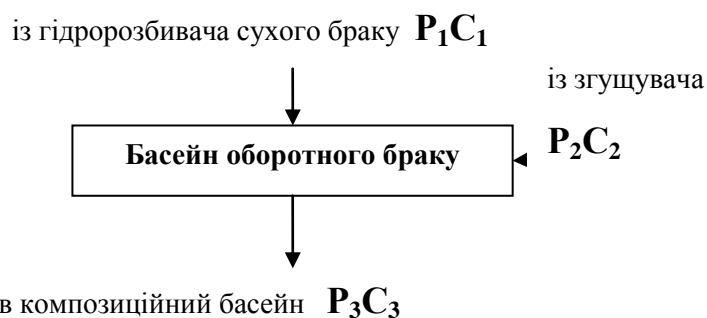 із гідророзбивача сухого браку P₁C₁
із згущувача
Басейн оборотного браку
P₂C₂
в композиційний басейн P₃C₃